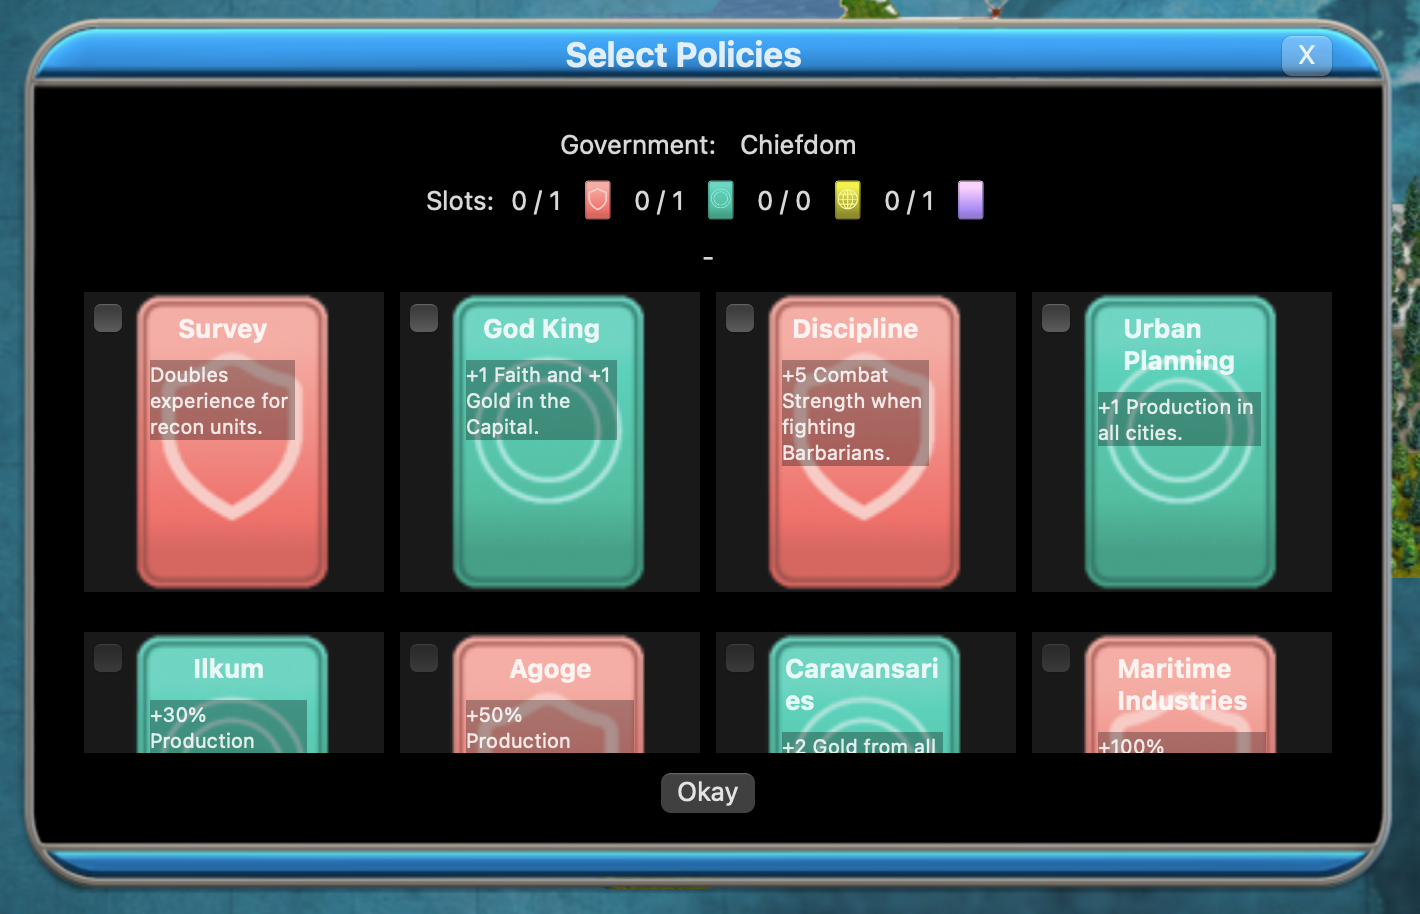 Select Policies
X
Government: Chiefdom
Slots: 0 / 1 0 / 1 0 / 0 0 / 1
-
Survey
Doubles
experience for
recon units.
God King
+1 Faith and +1
Gold in the
Capital.
Discipline
+5 Combat
Strength when
fighting
Barbarians.
Urban
Planning
+1 Production in
all cities.
Ilkum
+30%
Production
Agoge
+50%
Production
Caravansari
es
+2 Gold from all
Maritime
Industries
+100%
Okay